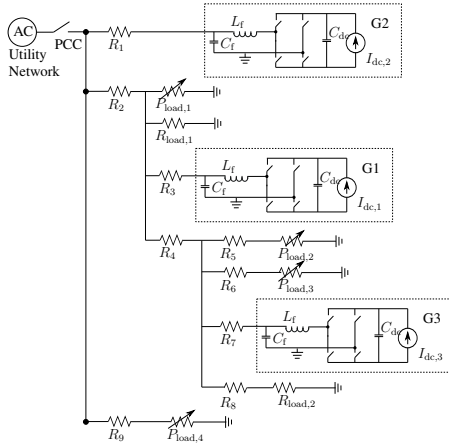 AC
PCC
Utility
Network
R1
Lf
Cf
Cdc
G2
Idc,2
R2
Pload,1
Rload,1
R3
Lf
Cf
Cdc
G1
Idc,1
R4
R5
Pload,2
R6
Pload,3
R7
Lf
Cf
Cdc
G3
Idc,3
R8
Rload,2
R9
Pload,4